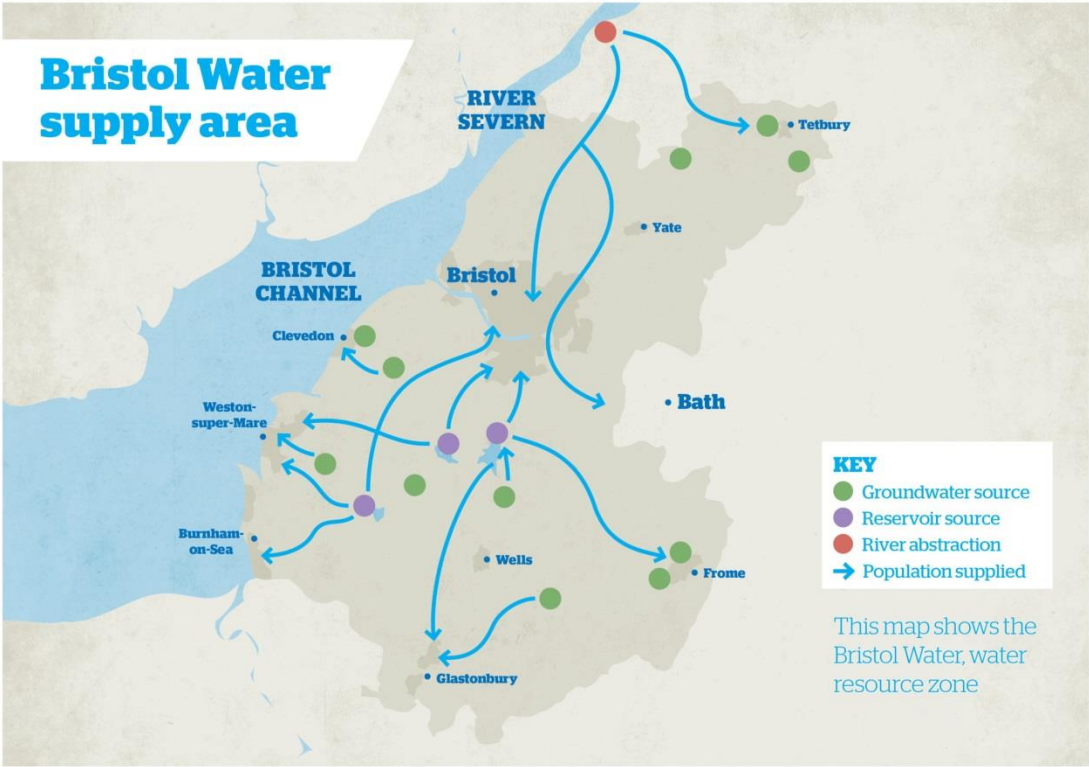 Bristol Water
supply area
RIVER
SEVERN
Tetbury
Yate
BRISTOL
CHANNEL
Bristol
Clevedon
Weston-
super-Mare
Bath
Burnham-
on-Sea
Wells
Frome
Glastonbury
KEY
Groundwater source
Reservoir source
River abstraction
Population supplied
This map shows the
Bristol Water, water
resource zone